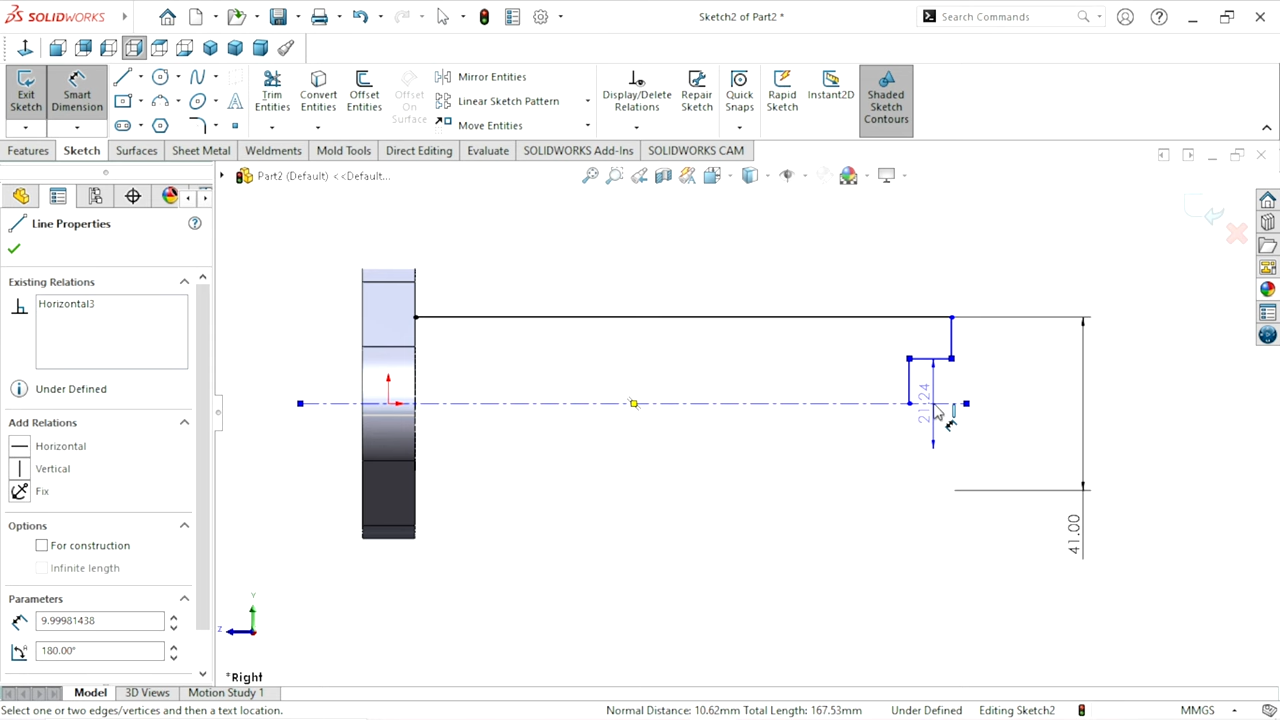 SOLIDWORKS
Sketch2 of Part2 *
Search Commands
Exit Sketch
Smart Dimension
Trim Entities
Convert Entities
Offset Entities
Offset On Surface
Mirror Entities
Linear Sketch Pattern
Move Entities
Display/Delete Relations
Repair Sketch
Quick Snaps
Rapid Sketch
Instant2D
Shaded Sketch Contours
Features
Sketch
Surfaces
Sheet Metal
Weldments
Mold Tools
Direct Editing
Evaluate
SOLIDWORKS Add-Ins
SOLIDWORKS CAM
Part2 (Default) <<Default...
Line Properties
Existing Relations
Horizontal3
Under Defined
Add Relations
Horizontal
Vertical
Fix
Options
For construction
Infinite length
Parameters
9.99981438
180.00°
21.24
41.00
Y
Z
*Right
Model
3D Views
Motion Study 1
Select one or two edges/vertices and then a text location.
Normal Distance: 10.62mm Total Length: 167.53mm
Under Defined
Editing Sketch2
MMGS